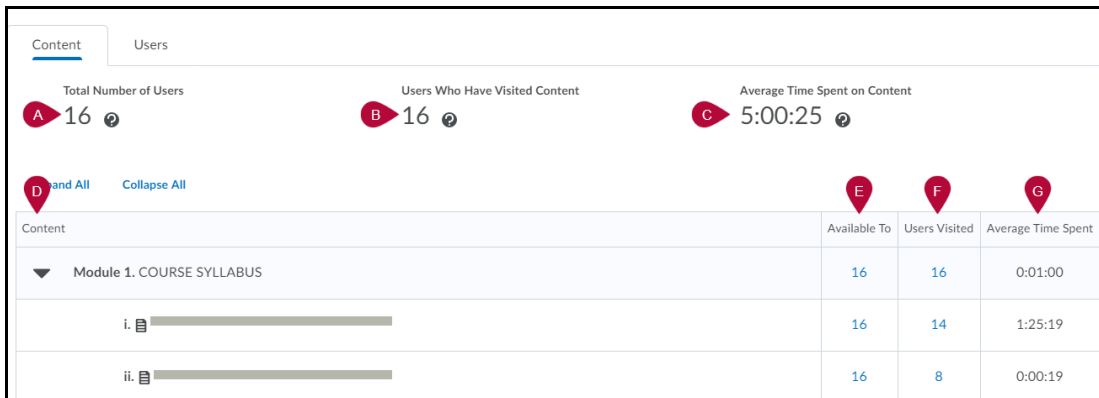 Content Users
Total Number of Users Users Who Have Visited Content Average Time Spent on Content
A 16 ? B 16 ? C 5:00:25 ?
D pand All Collapse All E F G
Content Available To Users Visited Average Time Spent
Module 1. COURSE SYLLABUS 16 16 0:01:00
i. 16 14 1:25:19
ii. 16 8 0:00:19